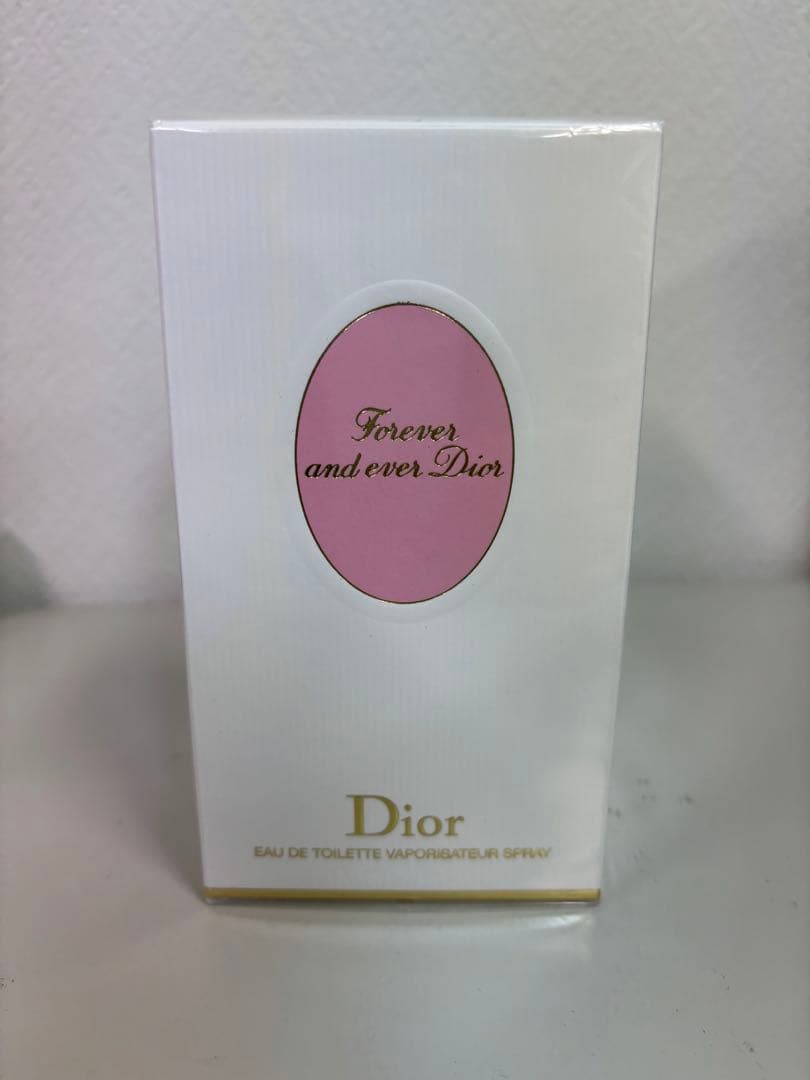 Forever
and ever Dior
Dior
EAU DE TOILETTE VAPORISATEUR SPRAY